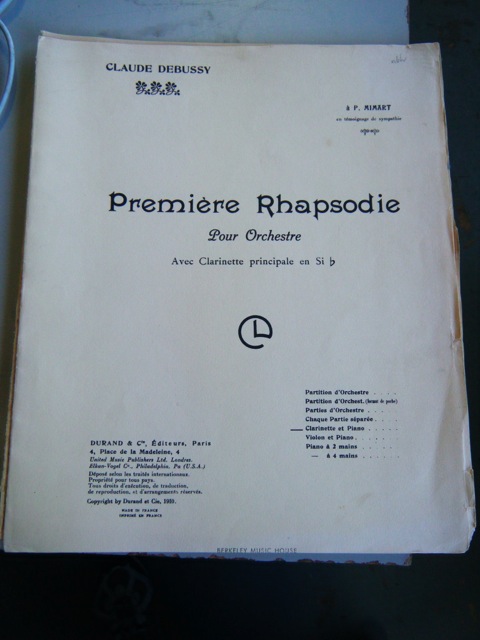 CLAUDE DEBUSSY
à P. MIMART
en témoignage de sympathie
Première Rhapsodie
Pour Orchestre
Avec Clarinette principale en Si ♭
Partition d'Orchestre . . . .
Partition d'Orchest. (format de poche)
Parties d'Orchestre . . . .
Chaque Partie séparée . . . .
Clarinette et Piano . . . .
Violon et Piano . . . . .
Piano à 2 mains . . . . .
— à 4 mains . . . . .
DURAND & Cie, Éditeurs, Paris
4, Place de la Madeleine, 4
United Music Publishers Ltd. Londres.
Elkan-Vogel Co., Philadelphia, Pa (U.S.A.)
Déposé selon les traités internationaux.
Propriété pour tous pays.
Tous droits d'exécution, de traduction,
de reproduction, et d'arrangements réservés.
Copyright by Durand et Cie, 1910.
MADE IN FRANCE
IMPRIMÉ EN FRANCE
BERKELEY MUSIC HOUSE